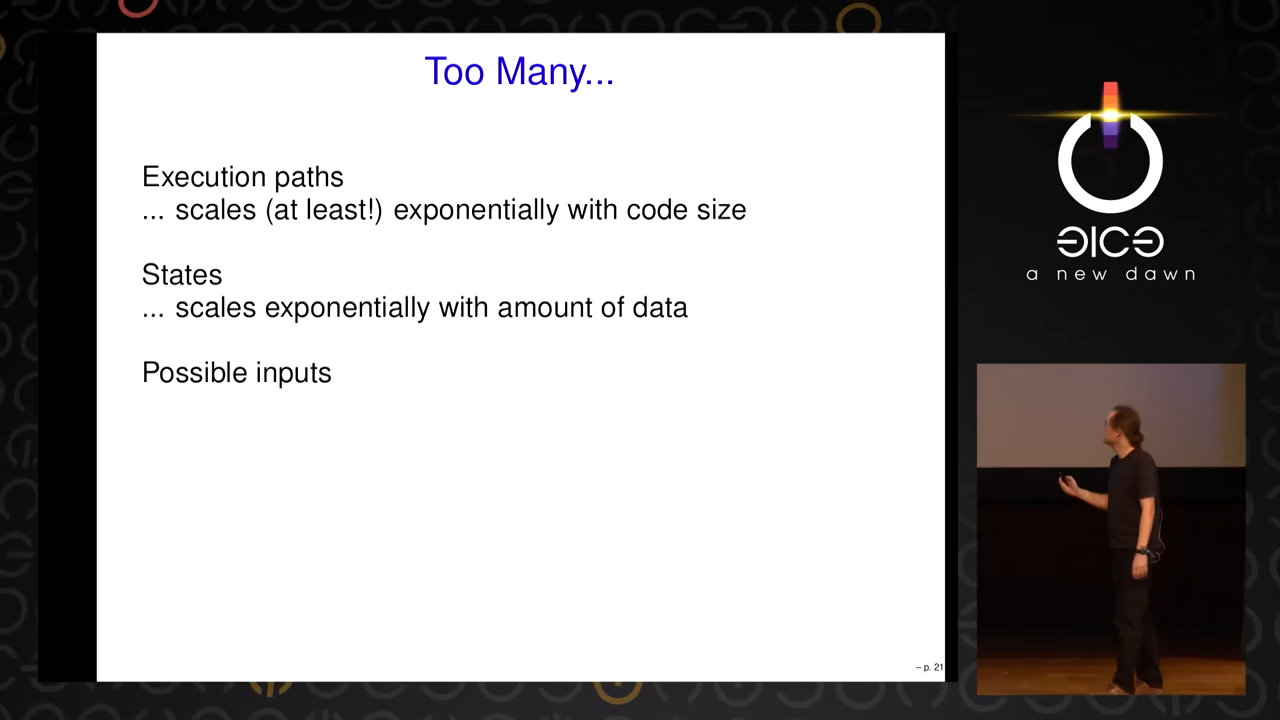 Too Many...
Execution paths
... scales (at least!) exponentially with code size
States
... scales exponentially with amount of data
Possible inputs
– p. 21
31C3
a new dawn